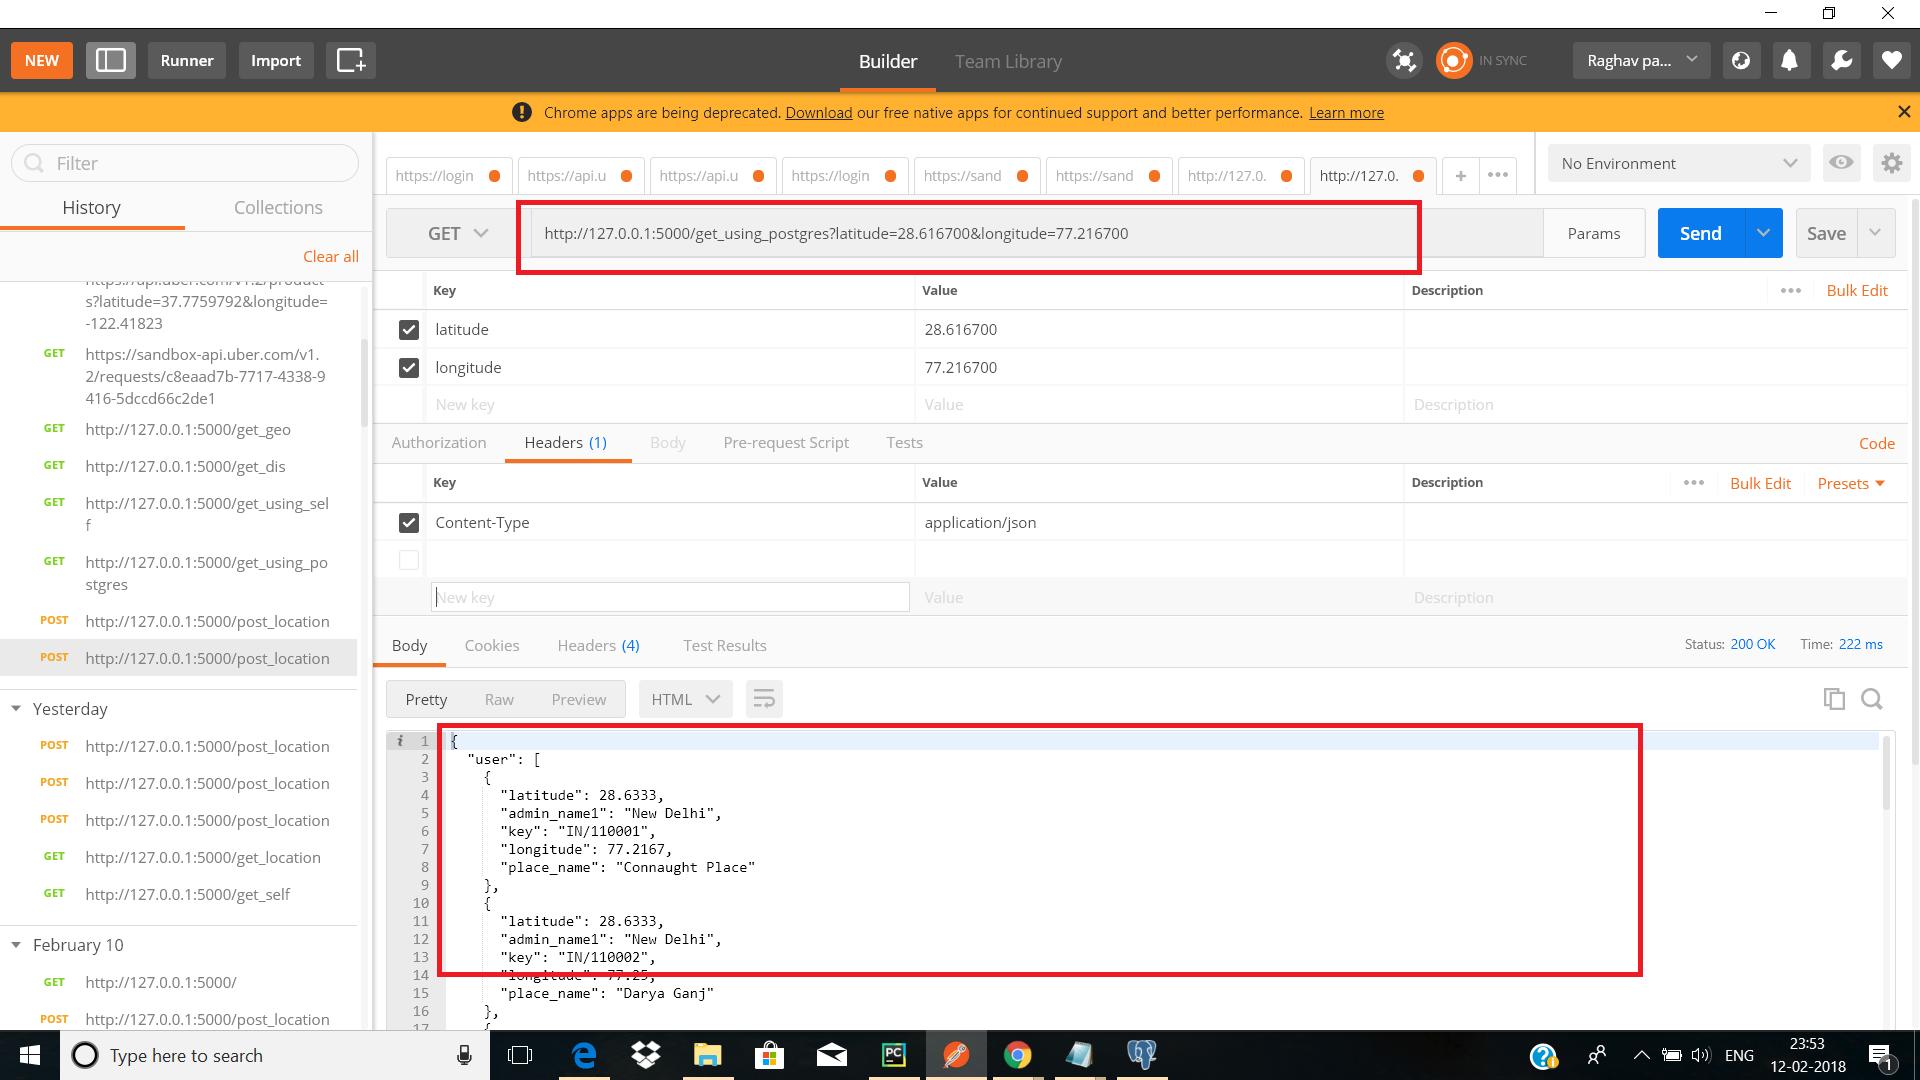 NEW
Runner
Import
Builder
Team Library
IN SYNC
Raghav pa...
Chrome apps are being deprecated. Download our free native apps for continued support and better performance. Learn more
Filter
History
Collections
Clear all
https://api.uber.com/v1.2/product
s?latitude=37.7759792&longitude=
-122.41823
GET https://sandbox-api.uber.com/v1.
2/requests/c8eaad7b-7717-4338-9
416-5dccd66c2de1
GET http://127.0.0.1:5000/get_geo
GET http://127.0.0.1:5000/get_dis
GET http://127.0.0.1:5000/get_using_sel
f
GET http://127.0.0.1:5000/get_using_po
stgres
POST http://127.0.0.1:5000/post_location
POST http://127.0.0.1:5000/post_location
Yesterday
POST http://127.0.0.1:5000/post_location
POST http://127.0.0.1:5000/post_location
POST http://127.0.0.1:5000/post_location
GET http://127.0.0.1:5000/get_location
GET http://127.0.0.1:5000/get_self
February 10
GET http://127.0.0.1:5000/
POST http://127.0.0.1:5000/post_location
https://login
https://api.u
https://api.u
https://login
https://sand
https://sand
http://127.0.
http://127.0.
+
•••
No Environment
GET
http://127.0.0.1:5000/get_using_postgres?latitude=28.616700&longitude=77.216700
Params
Send
Save
Key Value Description ••• Bulk Edit
latitude 28.616700
longitude 77.216700
New key Value Description
Authorization Headers (1) Body Pre-request Script Tests Code
Key Value Description ••• Bulk Edit Presets
Content-Type application/json
New key Value Description
Body Cookies Headers (4) Test Results Status: 200 OK Time: 222 ms
Pretty Raw Preview HTML
i 1 {
2 "user": [
3 {
4 "latitude": 28.6333,
5 "admin_name1": "New Delhi",
6 "key": "IN/110001",
7 "longitude": 77.2167,
8 "place_name": "Connaught Place"
9 },
10 {
11 "latitude": 28.6333,
12 "admin_name1": "New Delhi",
13 "key": "IN/110002",
14 "longitude": 77.25,
15 "place_name": "Darya Ganj"
16 },
17 {
Type here to search
PC
ENG
23:53
12-02-2018
1